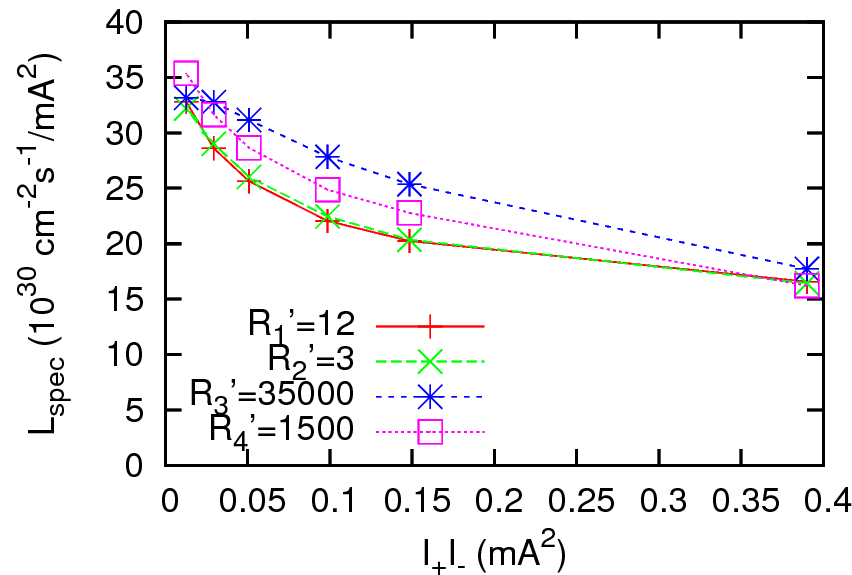 40
35
30
25
20
15
10
5
0
L_spec (10^30 cm^-2 s^-1/mA^2)
R_1'=12
R_2'=3
R_3'=35000
R_4'=1500
0 0.05 0.1 0.15 0.2 0.25 0.3 0.35 0.4
I_+I_- (mA^2)